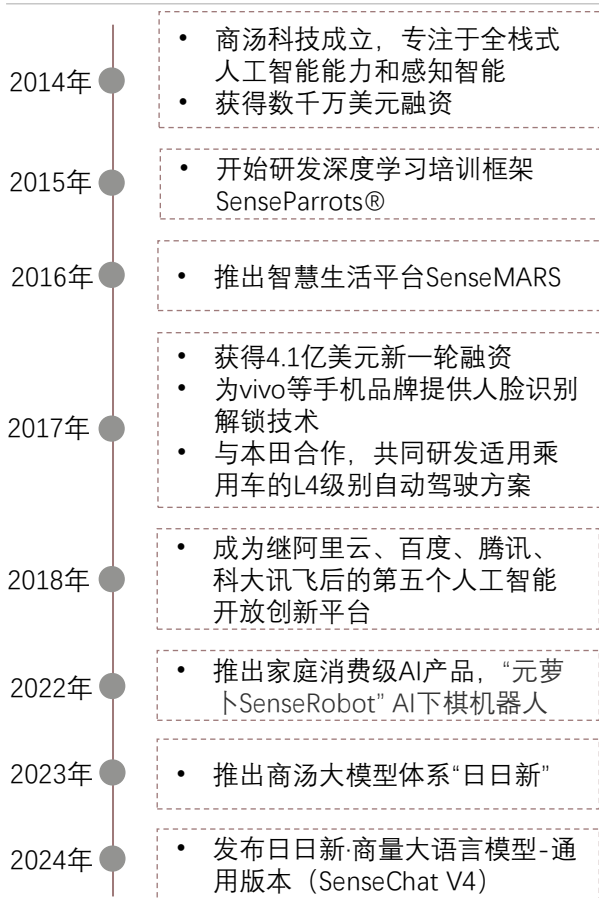 2014年
• 商汤科技成立，专注于全栈式
人工智能能力和感知智能
• 获得数千万美元融资
2015年
• 开始研发深度学习培训框架
SenseParrots®
2016年
• 推出智慧生活平台SenseMARS
2017年
• 获得4.1亿美元新一轮融资
• 为vivo等手机品牌提供人脸识别
解锁技术
• 与本田合作，共同研发适用乘
用车的L4级别自动驾驶方案
2018年
• 成为继阿里云、百度、腾讯、
科大讯飞后的第五个人工智能
开放创新平台
2022年
• 推出家庭消费级AI产品，“元萝
卜SenseRobot” AI下棋机器人
2023年
• 推出商汤大模型体系“日日新”
2024年
• 发布日日新·商量大语言模型-通
用版本（SenseChat V4）